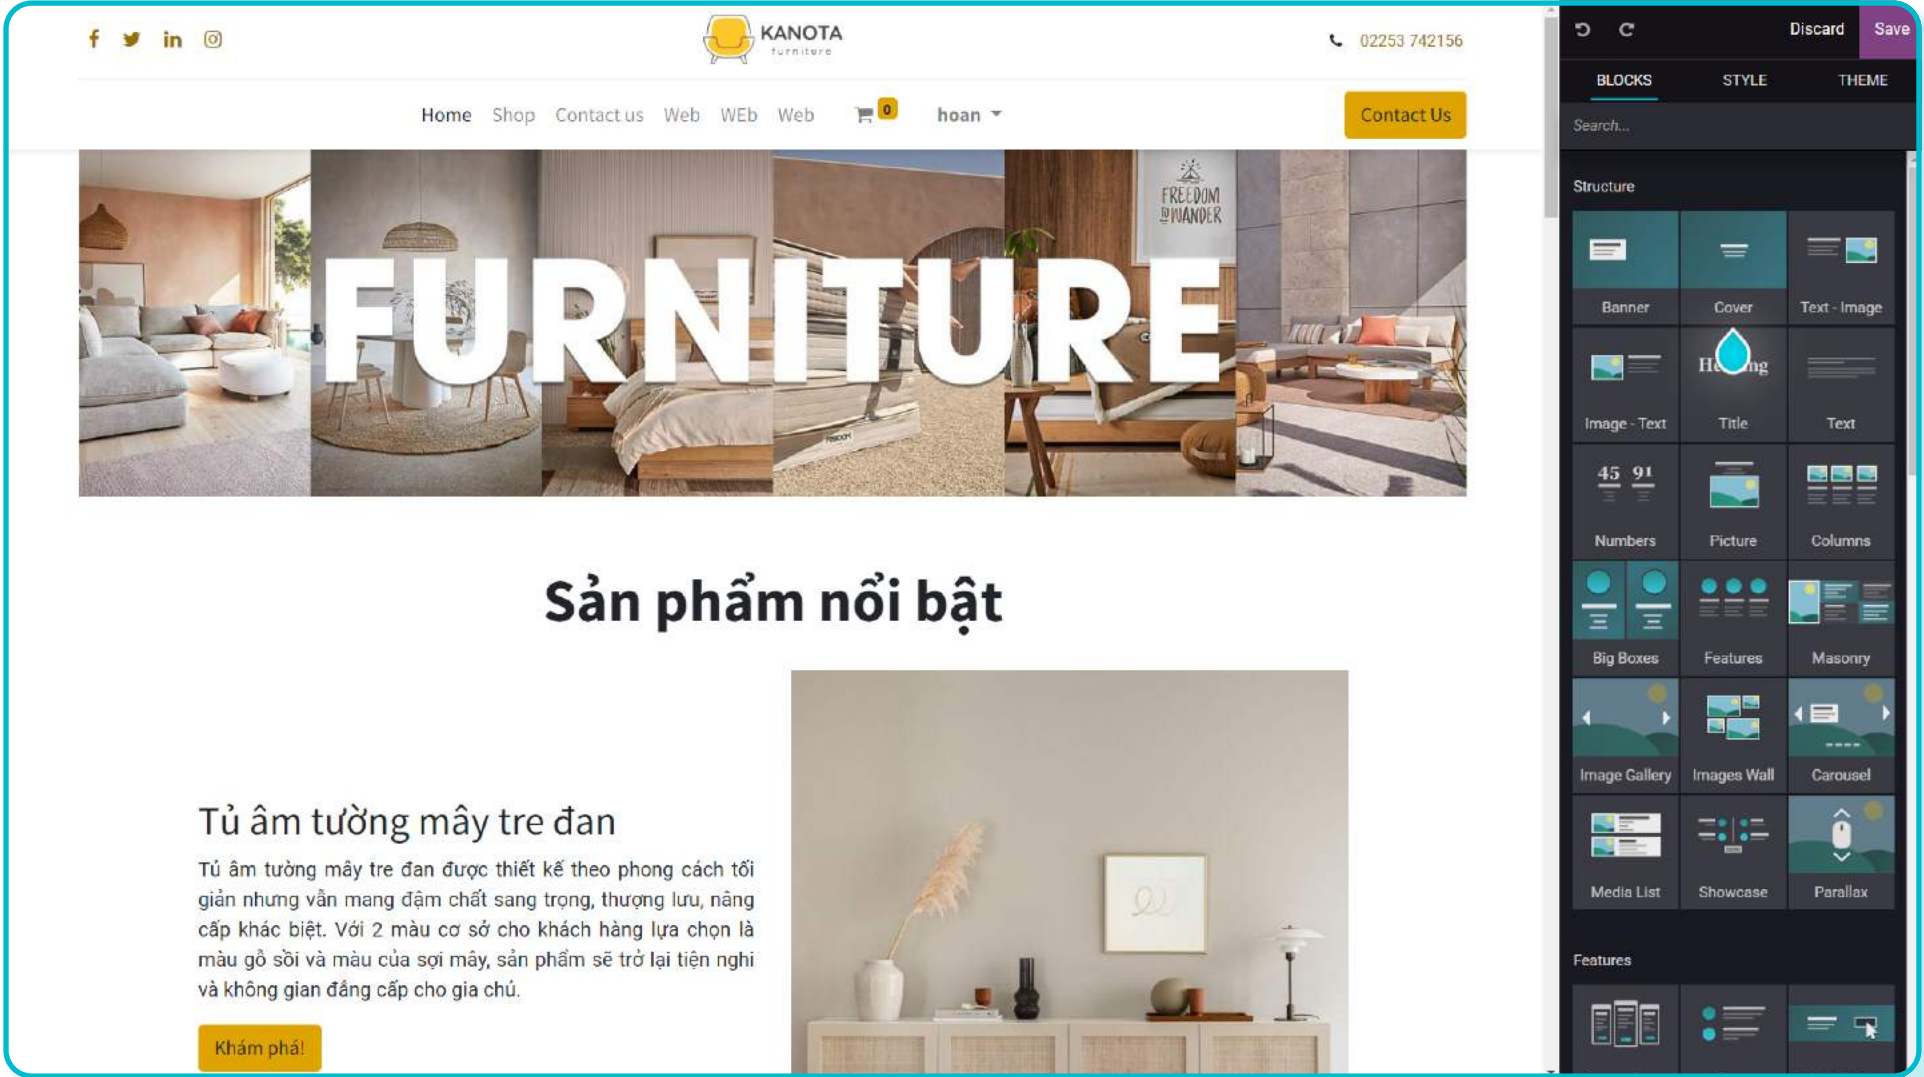 KANOTA
furniture
02253 742156
Home Shop Contact us Web WEb Web 0 hoan
Contact Us
FREEDOM
TO WANDER
FURNITURE
Sản phẩm nổi bật
Tủ âm tường mây tre đan
Tủ âm tường mây tre đan được thiết kế theo phong cách tối
giản nhưng vẫn mang đậm chất sang trọng, thượng lưu, nâng
cấp khác biệt. Với 2 màu cơ sở cho khách hàng lựa chọn là
màu gỗ sồi và màu của sợi mây, sản phẩm sẽ trở lại tiện nghi
và không gian đẳng cấp cho gia chủ.
Khám phá!
Discard Save
BLOCKS STYLE THEME
Search...
Structure
Banner Cover Text - Image
Image - Text Title Text
45 91
Numbers Picture Columns
Big Boxes Features Masonry
Image Gallery Images Wall Carousel
Media List Showcase Parallax
Features